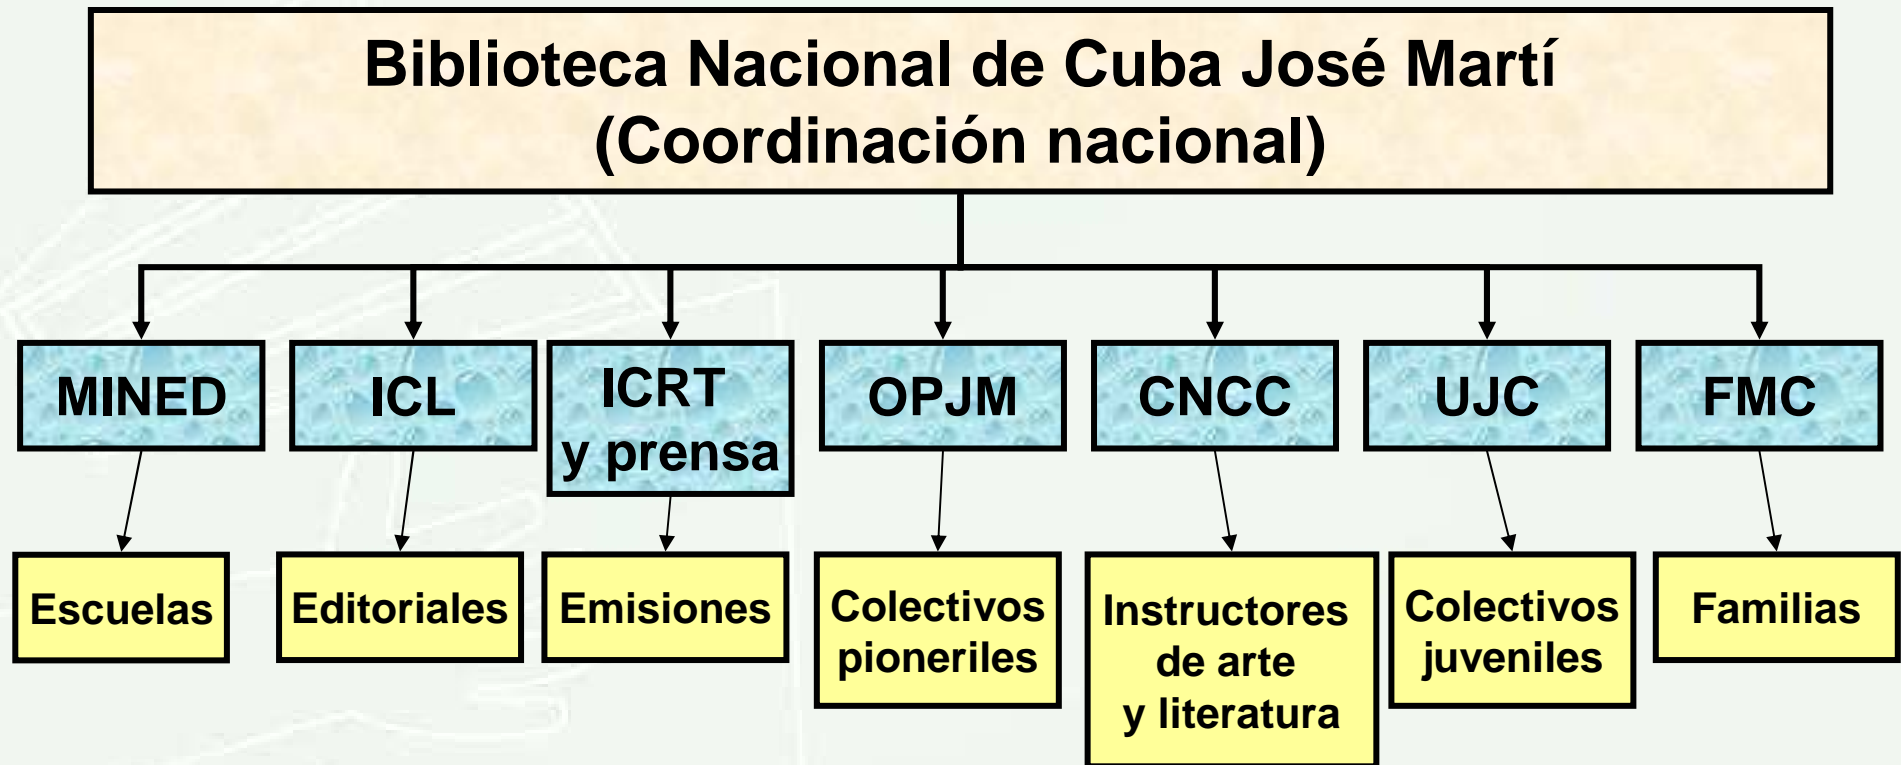 Biblioteca Nacional de Cuba José Martí
(Coordinación nacional)
MINED
ICL
ICRT
y prensa
OPJM
CNCC
UJC
FMC
Escuelas
Editoriales
Emisiones
Colectivos
pioneriles
Instructores
de arte
y literatura
Colectivos
juveniles
Familias